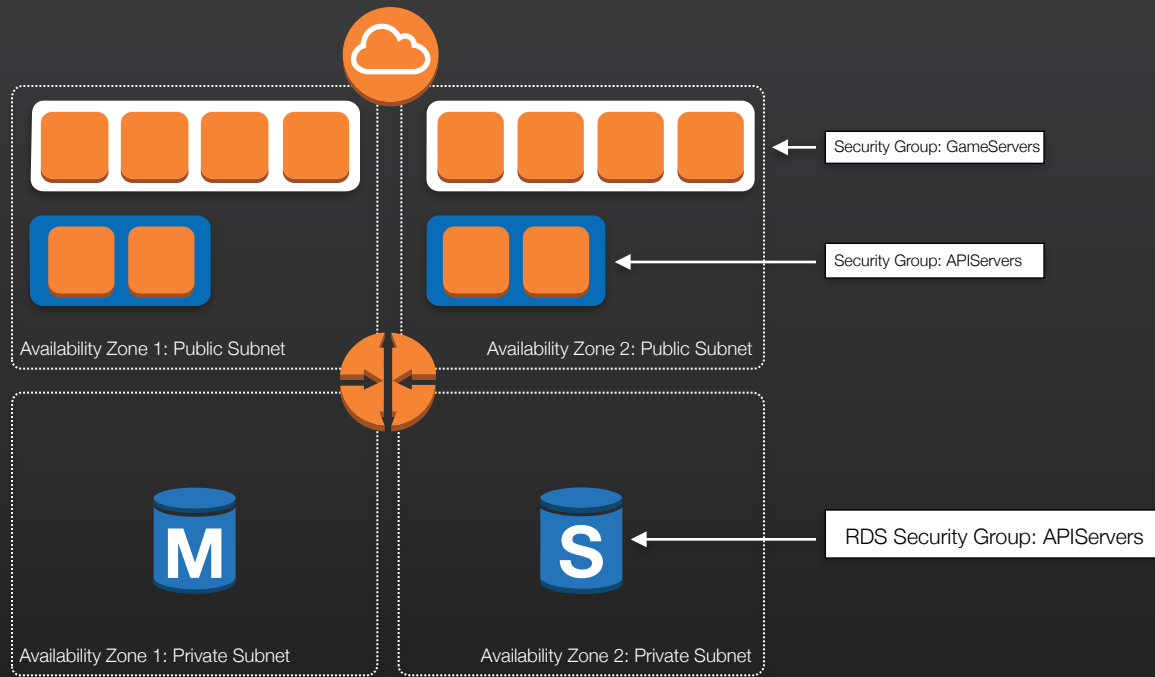 Security Group: GameServers
Security Group: APIServers
Availability Zone 1: Public Subnet
Availability Zone 2: Public Subnet
M
S
RDS Security Group: APIServers
Availability Zone 1: Private Subnet
Availability Zone 2: Private Subnet